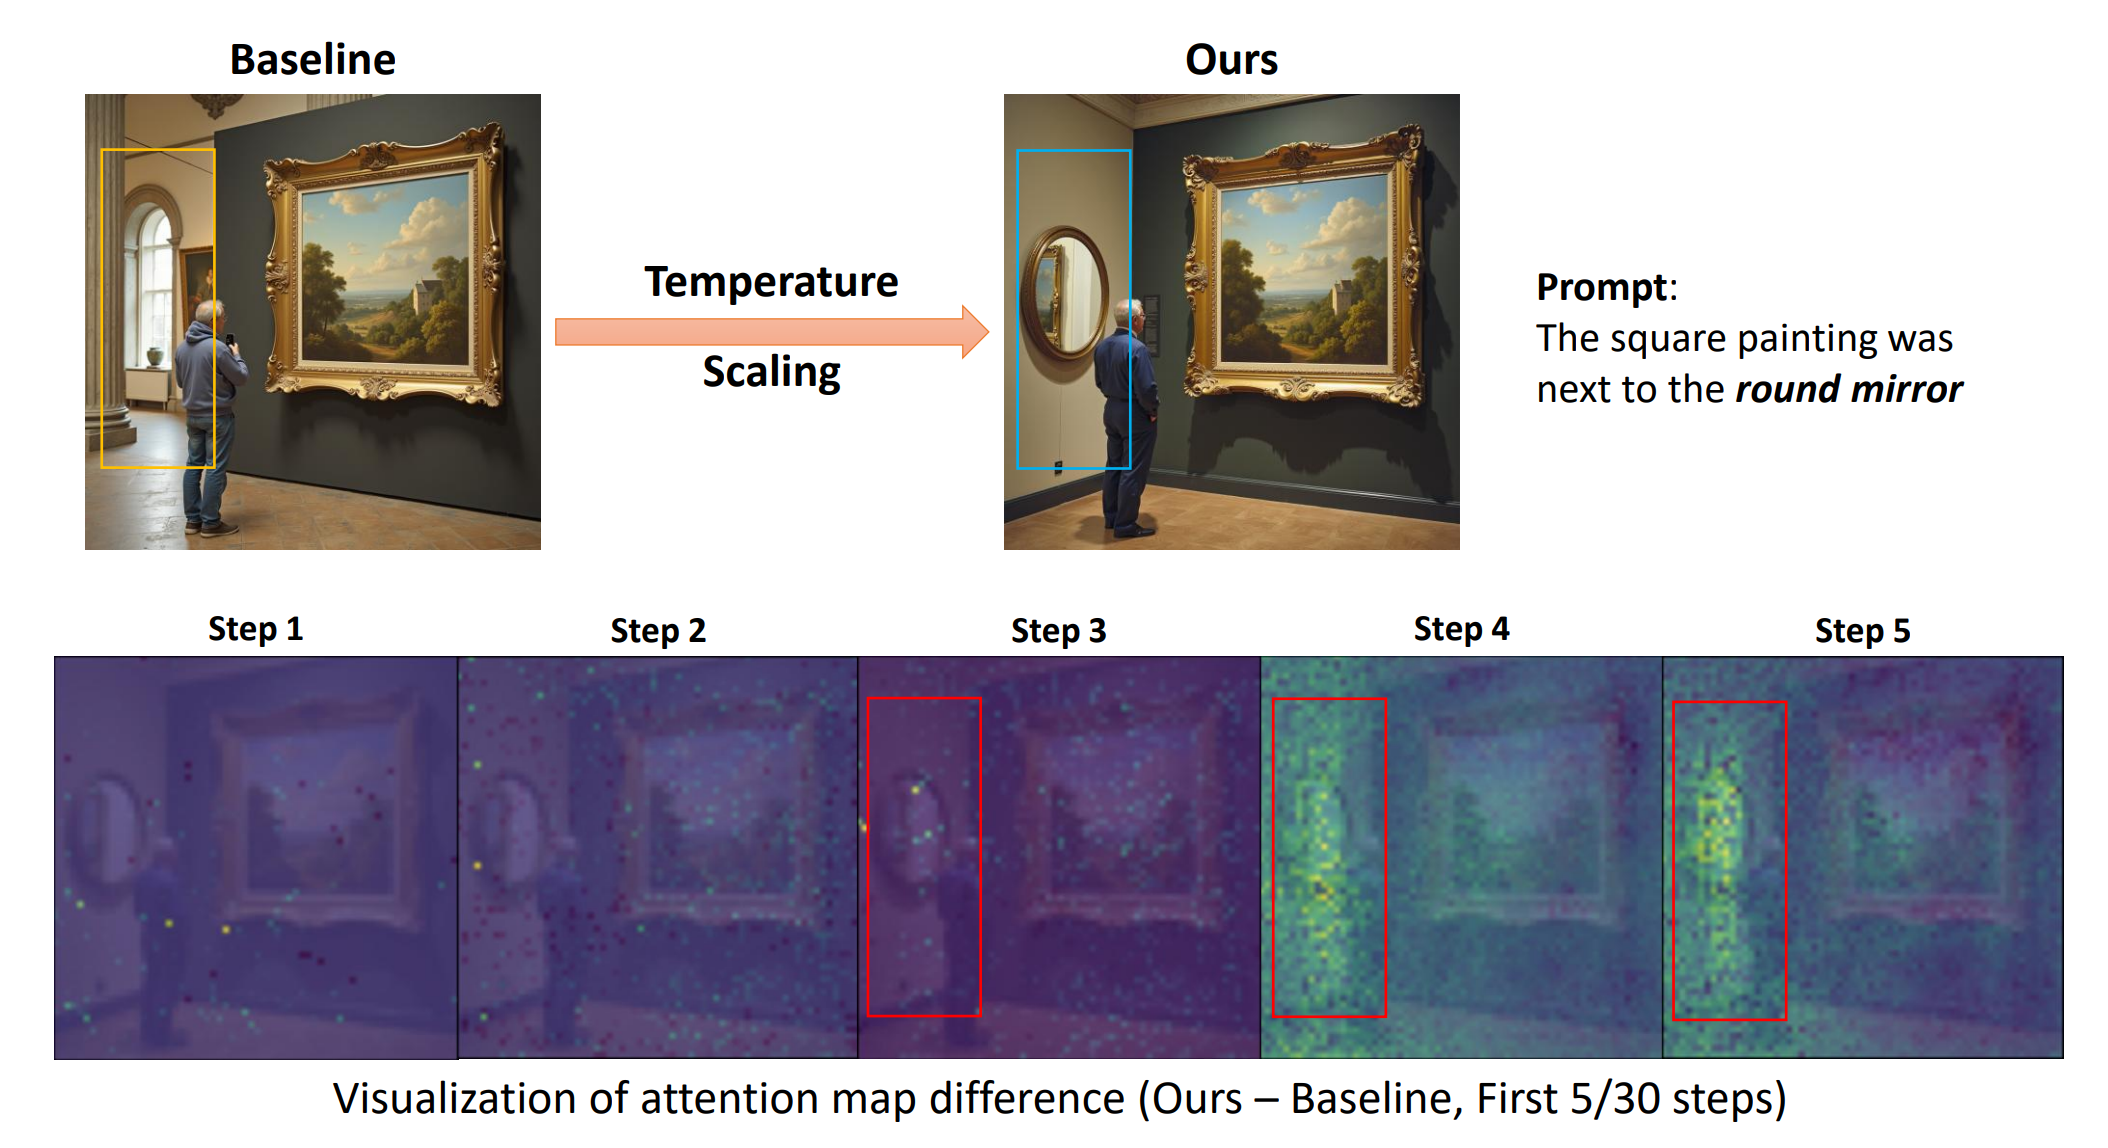 Baseline
Ours
Temperature
Scaling
Prompt:
The square painting was
next to the round mirror
Step 1
Step 2
Step 3
Step 4
Step 5
Visualization of attention map difference (Ours – Baseline, First 5/30 steps)